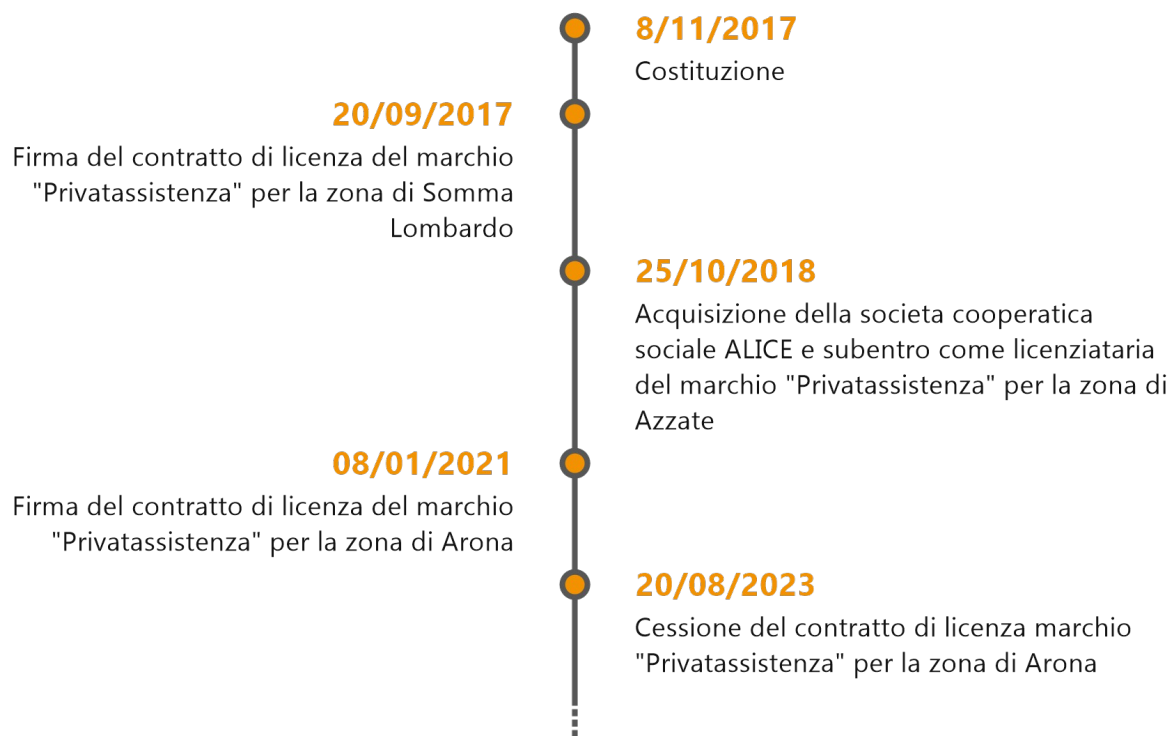 8/11/2017
Costituzione
20/09/2017
Firma del contratto di licenza del marchio
"Privatassistenza" per la zona di Somma
Lombardo
25/10/2018
Acquisizione della societa cooperatica
sociale ALICE e subentro come licenziataria
del marchio "Privatassistenza" per la zona di
Azzate
08/01/2021
Firma del contratto di licenza del marchio
"Privatassistenza" per la zona di Arona
20/08/2023
Cessione del contratto di licenza marchio
"Privatassistenza" per la zona di Arona